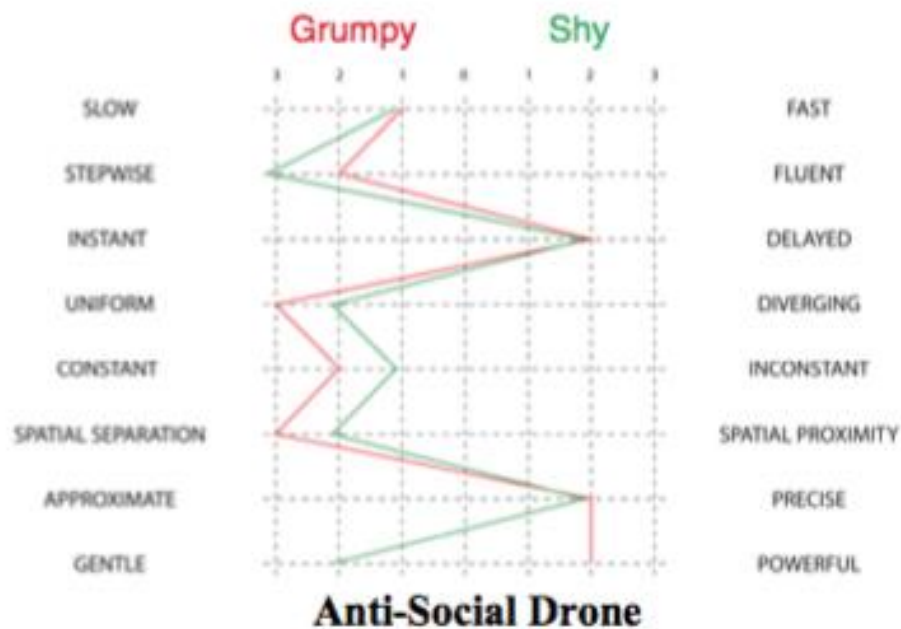 Grumpy Shy
3 2 1 0 1 2 3
SLOW FAST
STEPWISE FLUENT
INSTANT DELAYED
UNIFORM DIVERGING
CONSTANT INCONSTANT
SPATIAL SEPARATION SPATIAL PROXIMITY
APPROXIMATE PRECISE
GENTLE POWERFUL
Anti-Social Drone